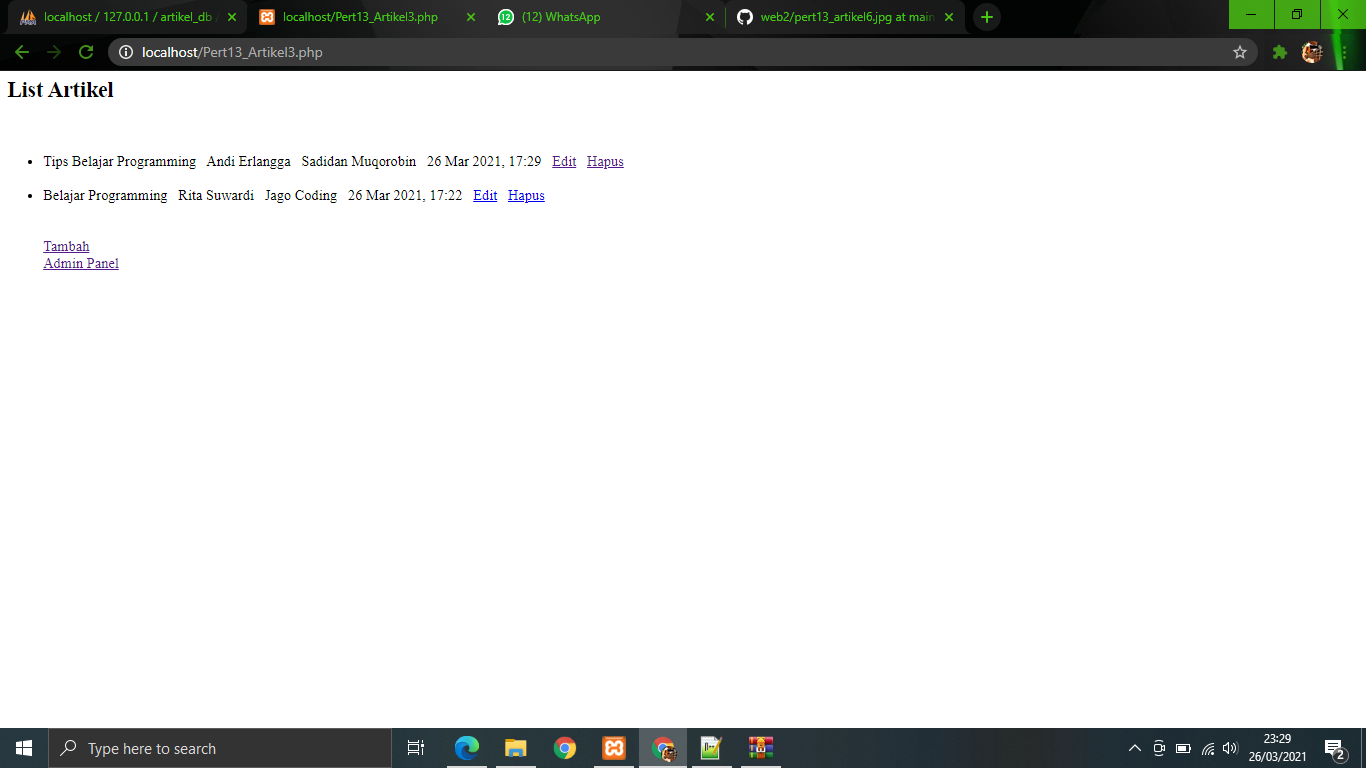 localhost / 127.0.0.1 / artikel_db /
localhost/Pert13_Artikel3.php
12 (12) WhatsApp
web2/pert13_artikel6.jpg at main
localhost/Pert13_Artikel3.php
List Artikel
Tips Belajar Programming Andi Erlangga Sadidan Muqorobin 26 Mar 2021, 17:29 Edit Hapus
Belajar Programming Rita Suwardi Jago Coding 26 Mar 2021, 17:22 Edit Hapus
Tambah
Admin Panel
Type here to search
23:29
26/03/2021
2